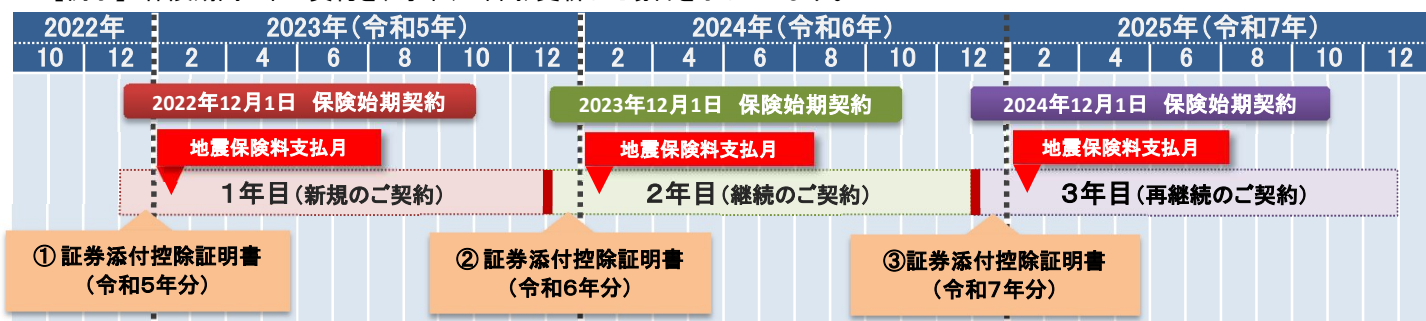 2022年 2023年(令和5年) 2024年(令和6年) 2025年(令和7年)
10 12 2 4 6 8 10 12 2 4 6 8 10 12 2 4 6 8 10 12
2022年12月1日 保険始期契約 2023年12月1日 保険始期契約 2024年12月1日 保険始期契約
地震保険料支払月 地震保険料支払月 地震保険料支払月
1年目(新規のご契約) 2年目(継続のご契約) 3年目(再継続のご契約)
①証券添付控除証明書
(令和5年分)
②証券添付控除証明書
(令和6年分)
③証券添付控除証明書
(令和7年分)